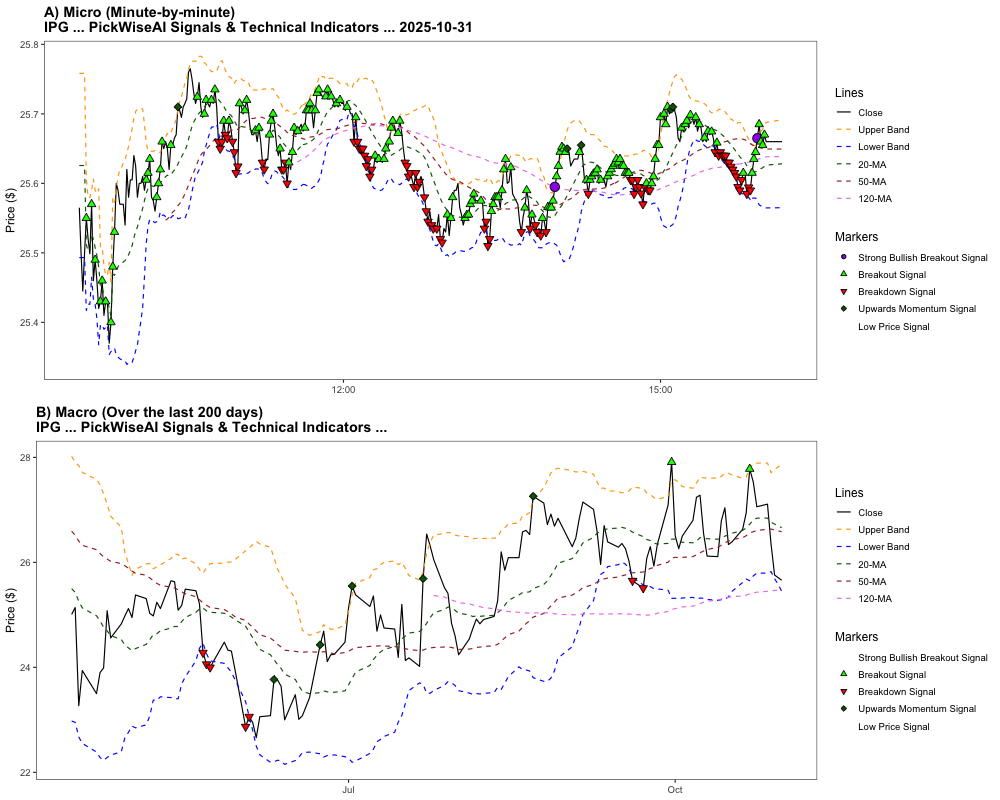 A) Micro (Minute-by-minute)
IPG ... PickWiseAI Signals & Technical Indicators ... 2025-10-31
25.8
25.7
25.6
25.5
25.4
Price ($)
12:00
15:00
Lines
Close
Upper Band
Lower Band
20-MA
50-MA
120-MA
Markers
Strong Bullish Breakout Signal
Breakout Signal
Breakdown Signal
Upwards Momentum Signal
Low Price Signal
B) Macro (Over the last 200 days)
IPG ... PickWiseAI Signals & Technical Indicators ...
28
26
24
22
Price ($)
Jul
Oct
Lines
Close
Upper Band
Lower Band
20-MA
50-MA
120-MA
Markers
Strong Bullish Breakout Signal
Breakout Signal
Breakdown Signal
Upwards Momentum Signal
Low Price Signal